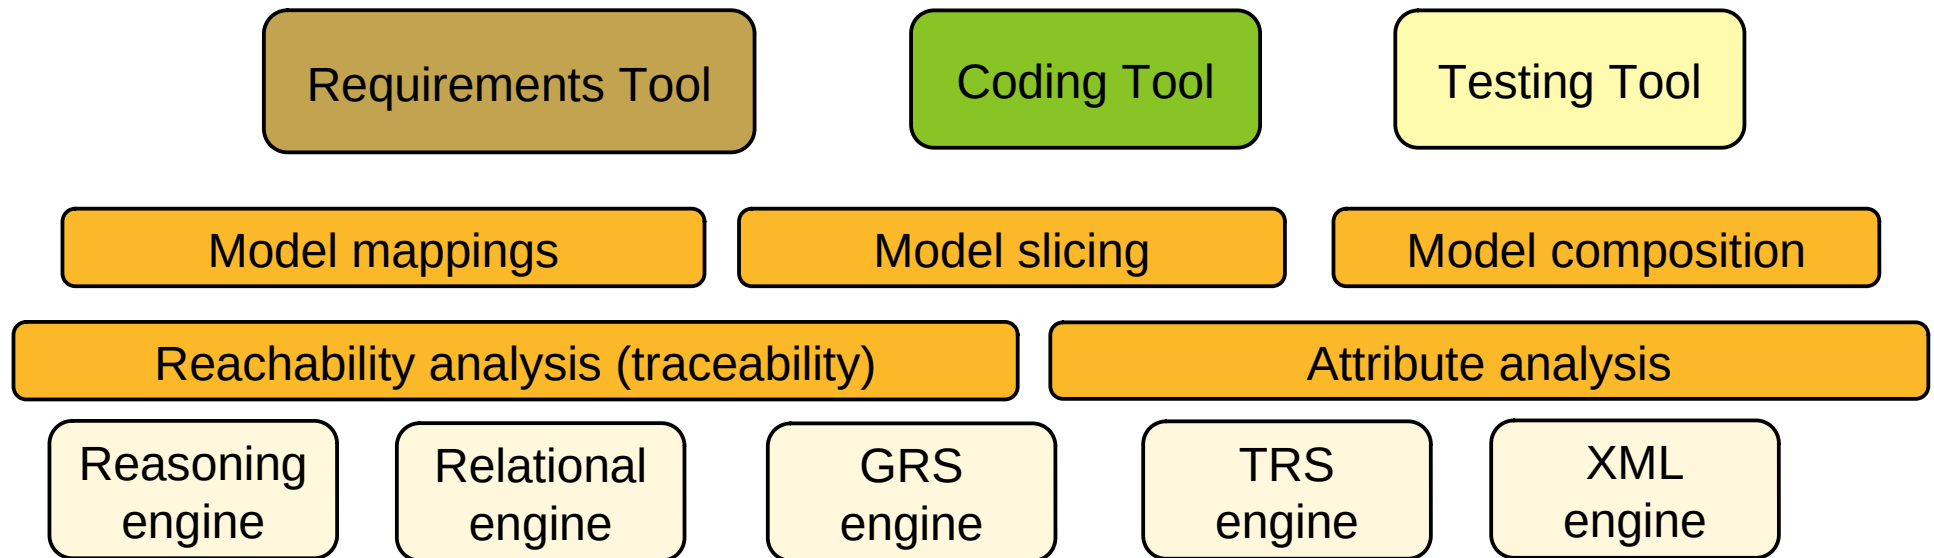 Requirements Tool
Coding Tool
Testing Tool
Model mappings
Model slicing
Model composition
Reachability analysis (traceability)
Attribute analysis
Reasoning
engine
Relational
engine
GRS
engine
TRS
engine
XML
engine